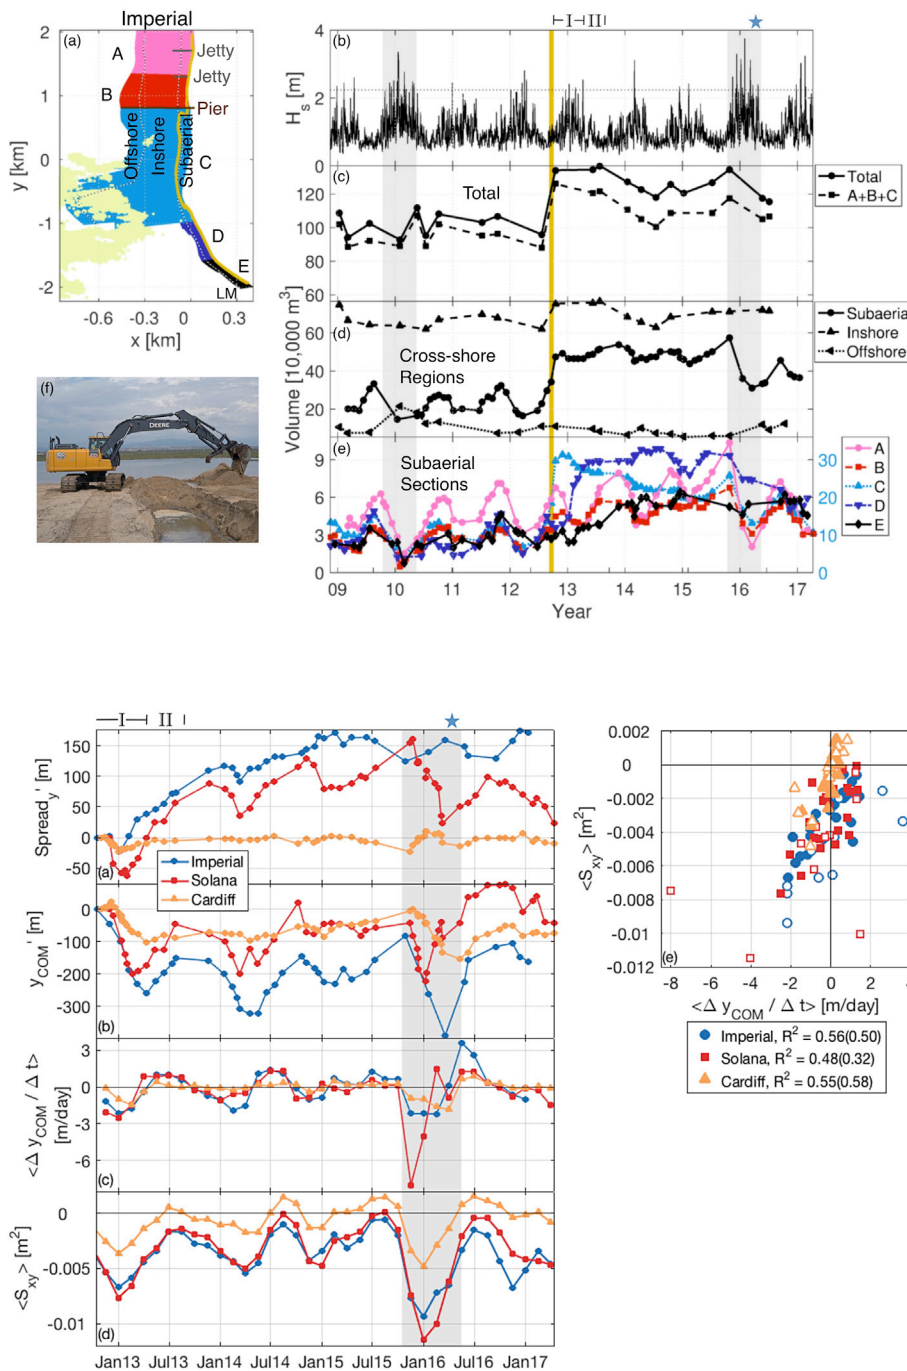 Imperial
(a)
A
B
C
D
E
LM
Jetty
Jetty
Pier
Offshore
Inshore
Subaerial
y [km]
2
1
0
-1
-2
-0.6
-0.3
0
0.3
x [km]
(f)
DEERE
I
II
(b)
H_s [m]
4
2
0
(c)
Total
120
100
80
60
Total
A+B+C
Volume [10,000 m³]
(d)
Cross-shore
Regions
60
40
20
Subaerial
Inshore
Offshore
(e)
Subaerial
Sections
9
6
3
0
30
20
10
0
A
B
C
D
E
09 10 11 12 13 14 15 16 17
Year
I
II
Spread_y' [m]
150
100
50
0
-50
(a)
Imperial
Solana
Cardiff
y_COM' [m]
0
-100
-200
-300
(b)
<Δ y_COM / Δ t>
[m/day]
3
0
-3
-6
(c)
<S_xy> [m²]
0
-0.005
-0.01
(d)
Jan13 Jul13 Jan14 Jul14 Jan15 Jul15 Jan16 Jul16 Jan17
<S_xy> [m²]
0.002
0
-0.002
-0.004
-0.006
-0.008
-0.01
-0.012
(e)
-8 -6 -4 -2 0 2 4
<Δ y_COM / Δ t> [m/day]
Imperial, R² = 0.56(0.50)
Solana, R² = 0.48(0.32)
Cardiff, R² = 0.55(0.58)